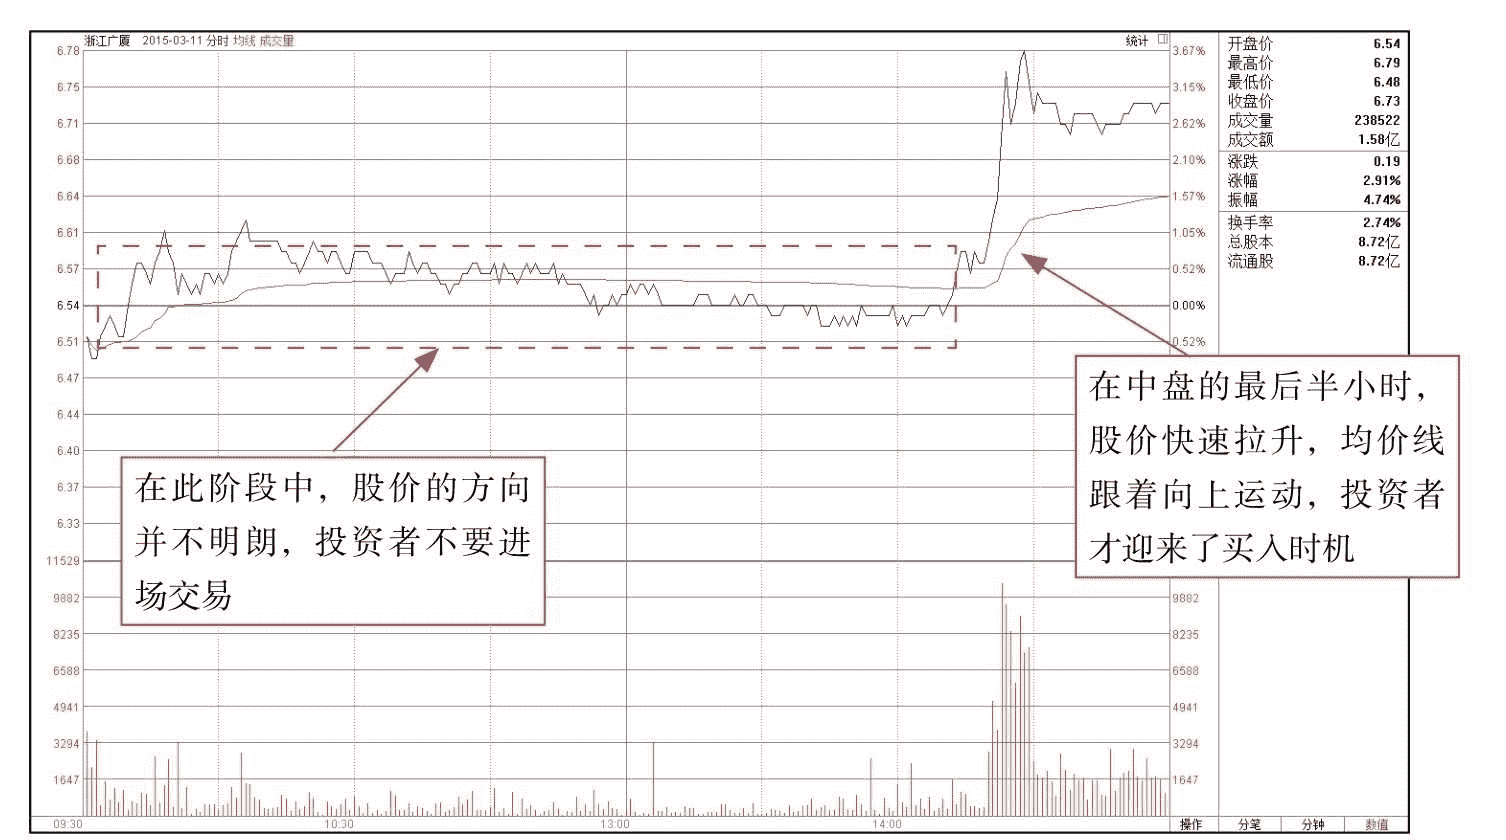 浙江广厦 2015-03-11 分时 均线 成交量 统计
6.78 3.67%
6.75 3.15%
6.71 2.62%
6.68 2.10%
6.64 1.57%
6.61 1.05%
6.57 0.52%
6.54 0.00%
6.51 0.52%
6.47
6.44
6.40
6.37
6.33
11529
9882 9882
8235 8235
6588 6588
4941 4941
3294 3294
1647 1647
09:30 10:30 13:00 14:00
开盘价 6.54
最高价 6.79
最低价 6.48
收盘价 6.73
成交量 238522
成交额 1.58亿
涨跌 0.19
涨幅 2.91%
振幅 4.74%
换手率 2.74%
总股本 8.72亿
流通股 8.72亿
在此阶段中，股价的方向
并不明朗，投资者不要进
场交易
在中盘的最后半小时，
股价快速拉升，均价线
跟着向上运动，投资者
才迎来了买入时机
操作 分笔 分钟 数值